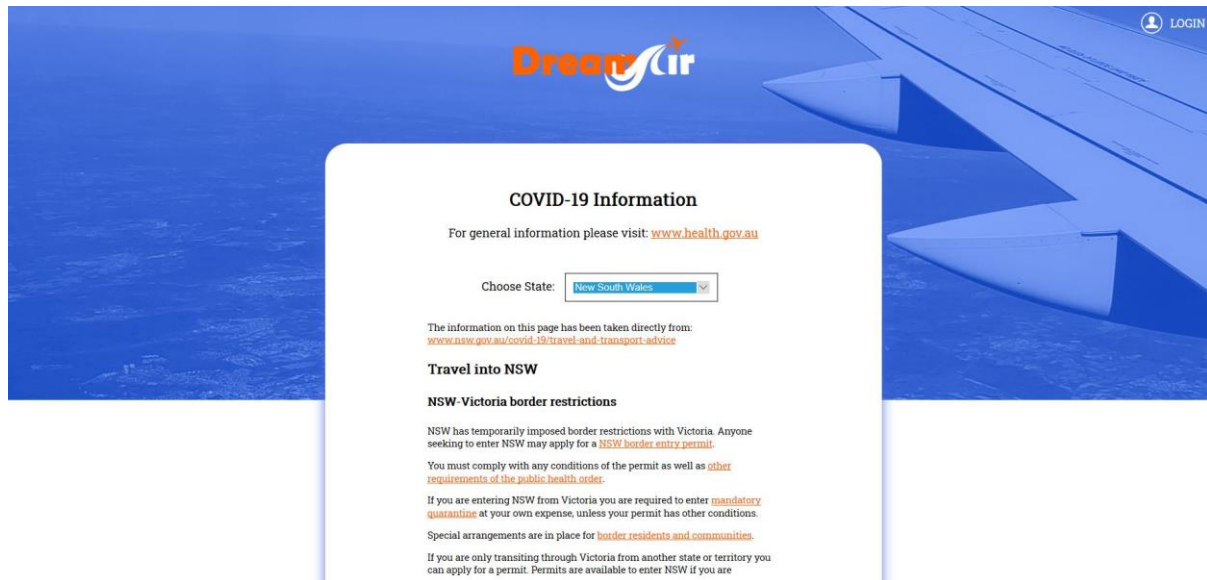 LOGIN
DreamAir
COVID-19 Information
For general information please visit: www.health.gov.au
Choose State: New South Wales
The information on this page has been taken directly from:
www.nsw.gov.au/covid-19/travel-and-transport-advice
Travel into NSW
NSW-Victoria border restrictions
NSW has temporarily imposed border restrictions with Victoria. Anyone
seeking to enter NSW may apply for a NSW border entry permit.
You must comply with any conditions of the permit as well as other
requirements of the public health order.
If you are entering NSW from Victoria you are required to enter mandatory
quarantine at your own expense, unless your permit has other conditions.
Special arrangements are in place for border residents and communities.
If you are only transiting through Victoria from another state or territory you
can apply for a permit. Permits are available to enter NSW if you are